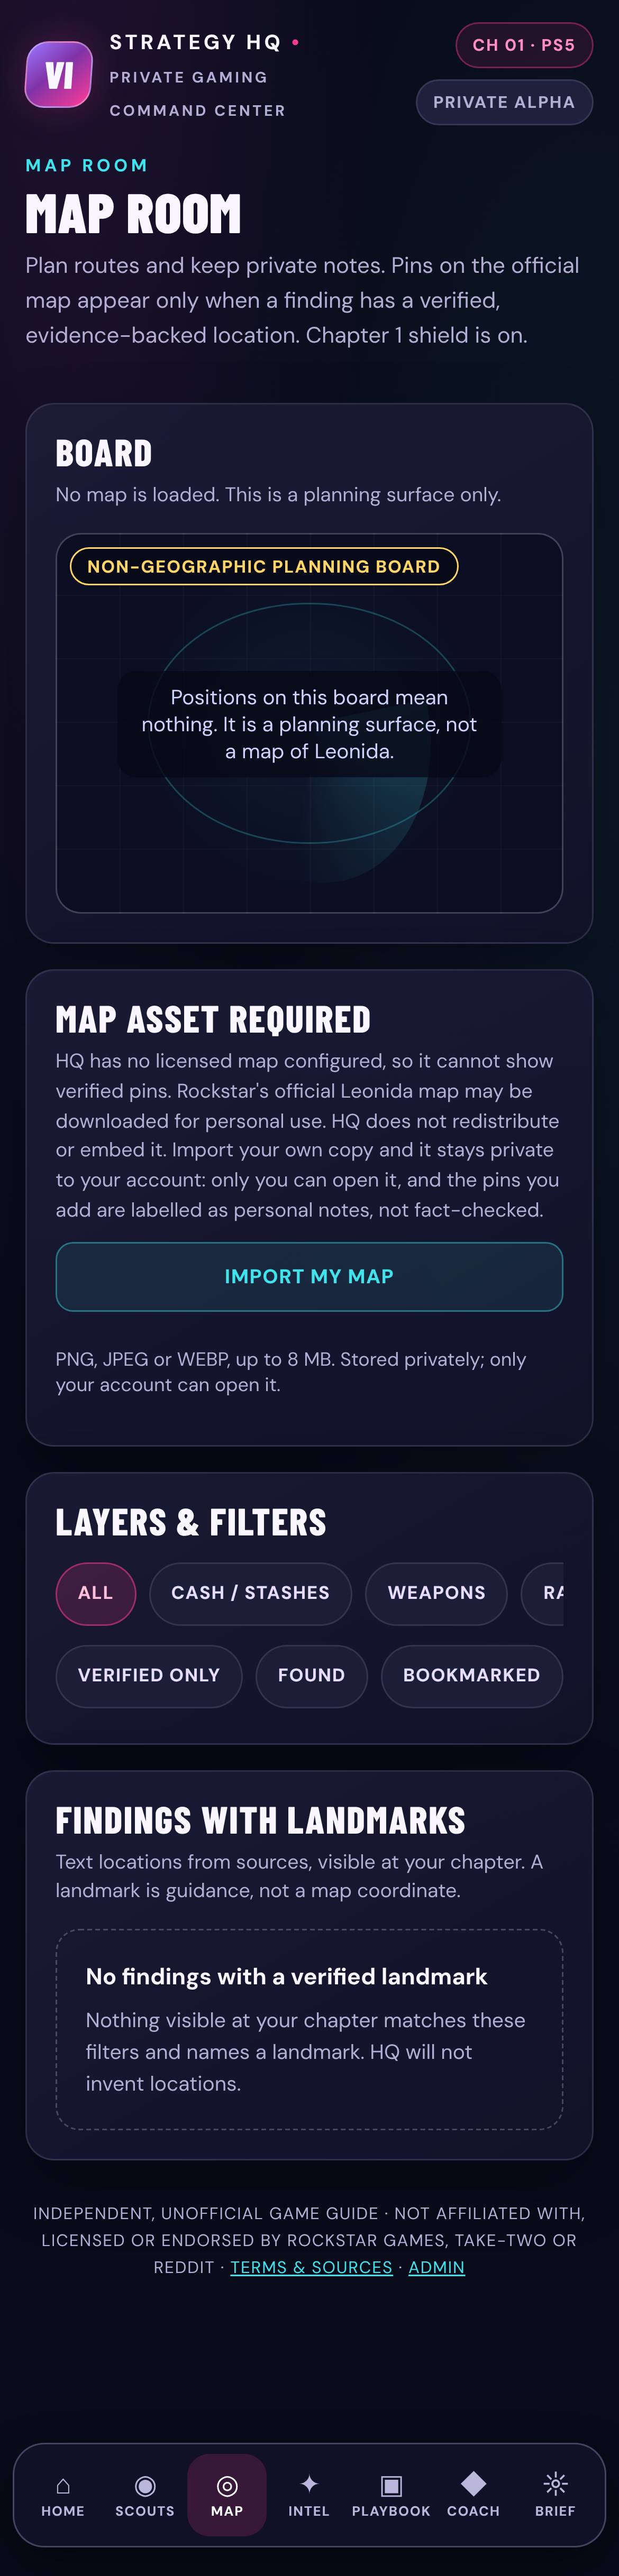 VI
STRATEGY HQ
PRIVATE GAMING
COMMAND CENTER
CH 01 · PS5
PRIVATE ALPHA
MAP ROOM
MAP ROOM
Plan routes and keep private notes. Pins on the official
map appear only when a finding has a verified,
evidence-backed location. Chapter 1 shield is on.
BOARD
No map is loaded. This is a planning surface only.
NON-GEOGRAPHIC PLANNING BOARD
Positions on this board mean
nothing. It is a planning surface, not
a map of Leonida.
MAP ASSET REQUIRED
HQ has no licensed map configured, so it cannot show
verified pins. Rockstar's official Leonida map may be
downloaded for personal use. HQ does not redistribute
or embed it. Import your own copy and it stays private
to your account: only you can open it, and the pins you
add are labelled as personal notes, not fact-checked.
IMPORT MY MAP
PNG, JPEG or WEBP, up to 8 MB. Stored privately; only
your account can open it.
LAYERS & FILTERS
ALL CASH / STASHES WEAPONS
VERIFIED ONLY FOUND BOOKMARKED
FINDINGS WITH LANDMARKS
Text locations from sources, visible at your chapter. A
landmark is guidance, not a map coordinate.
No findings with a verified landmark
Nothing visible at your chapter matches these
filters and names a landmark. HQ will not
invent locations.
INDEPENDENT, UNOFFICIAL GAME GUIDE · NOT AFFILIATED WITH,
LICENSED OR ENDORSED BY ROCKSTAR GAMES, TAKE-TWO OR
REDDIT · TERMS & SOURCES · ADMIN
HOME SCOUTS MAP INTEL PLAYBOOK COACH BRIEF